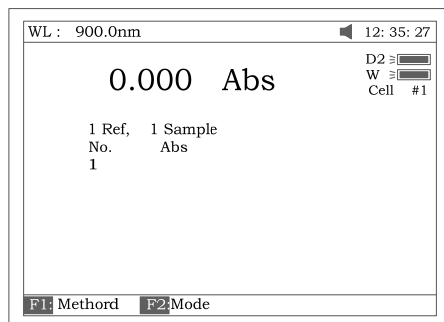 WL : 900.0nm 12: 35: 27
0.000 Abs
D2
W
Cell #1
1 Ref, 1 Sample
No. Abs
1
F1: Methord F2:Mode